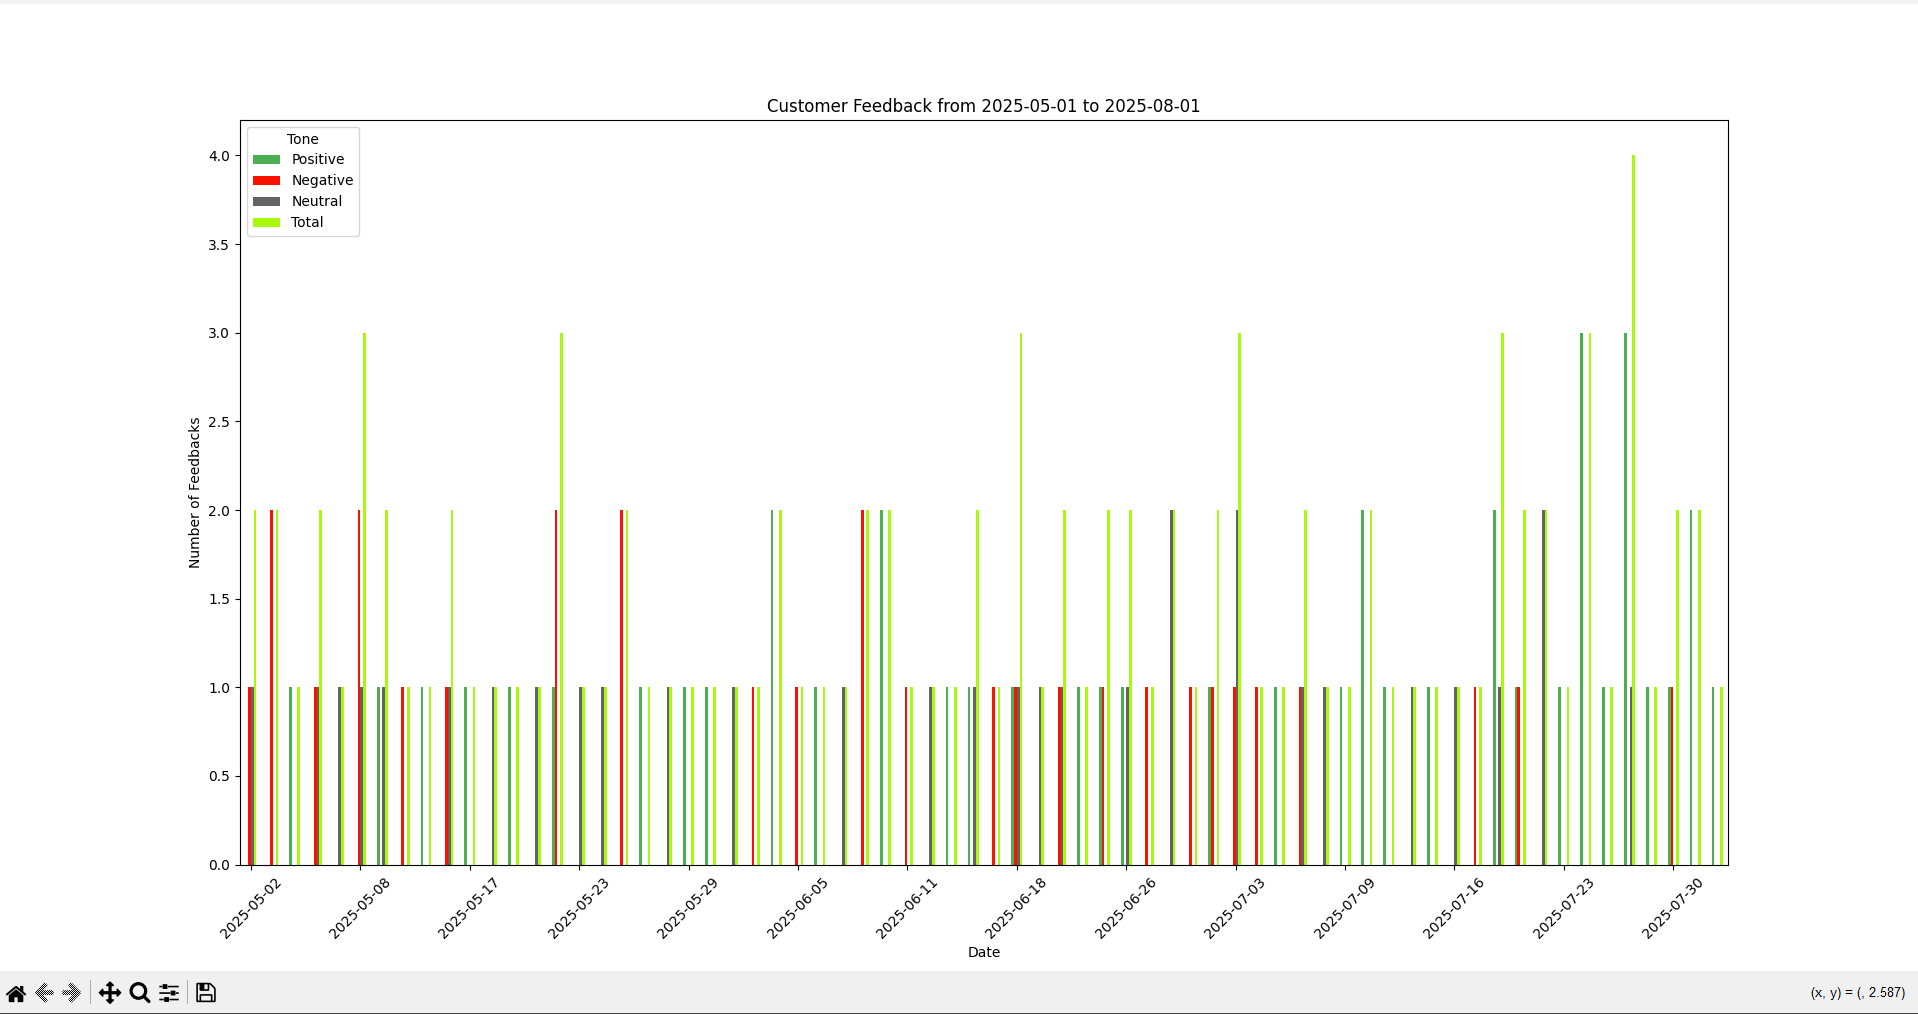 Customer Feedback from 2025-05-01 to 2025-08-01
Tone
Positive
Negative
Neutral
Total
4.0
3.5
3.0
2.5
2.0
1.5
1.0
0.5
0.0
Number of Feedbacks
2025-05-02
2025-05-08
2025-05-17
2025-05-23
2025-05-29
2025-06-05
2025-06-11
2025-06-18
2025-06-26
2025-07-03
2025-07-09
2025-07-16
2025-07-23
2025-07-30
Date
(x, y) = (, 2.587)